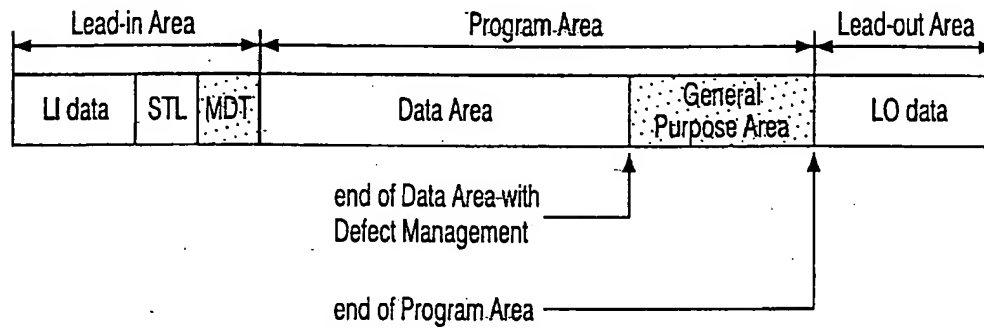 Lead-in Area
Program Area
Lead-out Area
LI data
STL
MDT
Data Area
General
Purpose Area
LO data
end of Data Area with
Defect Management
end of Program Area